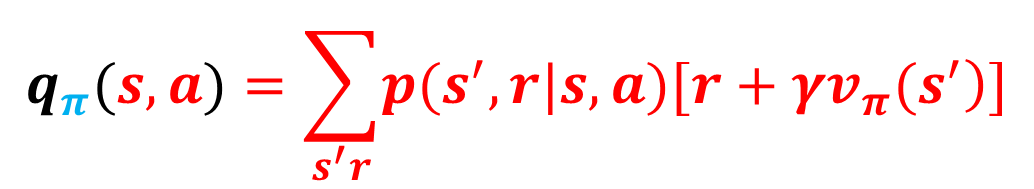 qπ(s, a) = ∑s′r p(s′, r|s, a)[r + γvπ(s′)]